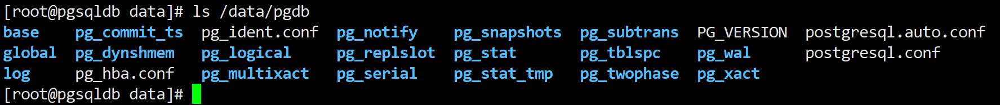 [root@pgsqldb data]# ls /data/pgdb
base    pg_commit_ts  pg_ident.conf  pg_notify    pg_snapshots  pg_subtrans  PG_VERSION  postgresql.auto.conf
global  pg_dynshmem   pg_logical     pg_replslot  pg_stat       pg_tblspc    pg_wal      postgresql.conf
log     pg_hba.conf   pg_multixact   pg_serial    pg_stat_tmp   pg_twophase  pg_xact
[root@pgsqldb data]#